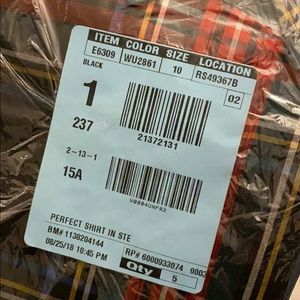 ITEM COLOR SIZE LOCATION
E6309 WU2861 10 RS49367B
BLACK
02
1
237
21372131
2-13-1
15A
PERFECT SHIRT IN STE
BM# 1138204144
RP# 6000933074
08/25/18 10:45 PM
Qty 5